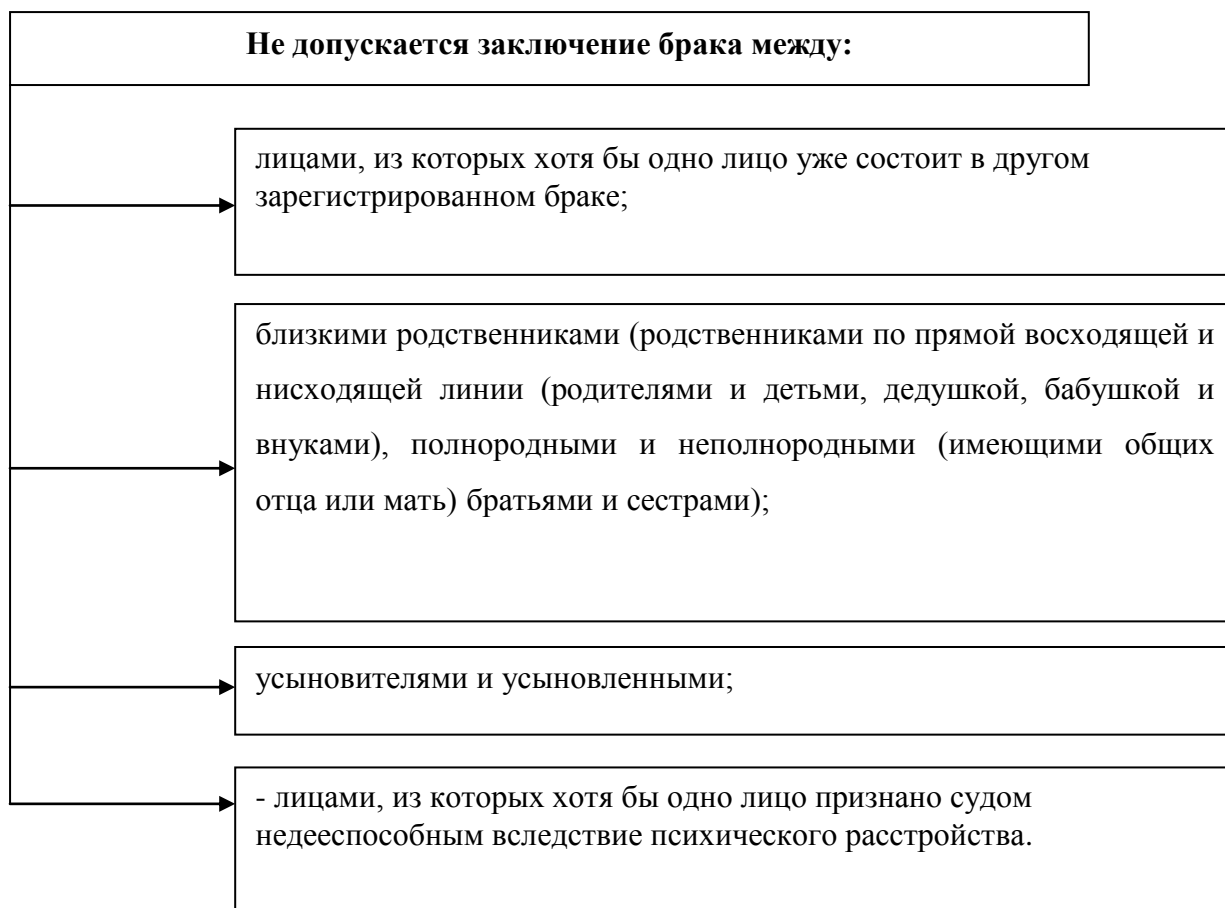 Не допускается заключение брака между:
лицами, из которых хотя бы одно лицо уже состоит в другом
зарегистрированном браке;
близкими родственниками (родственниками по прямой восходящей и
нисходящей линии (родителями и детьми, дедушкой, бабушкой и
внуками), полнородными и неполнородными (имеющими общих
отца или мать) братьями и сестрами);
усыновителями и усыновленными;
- лицами, из которых хотя бы одно лицо признано судом
недееспособным вследствие психического расстройства.